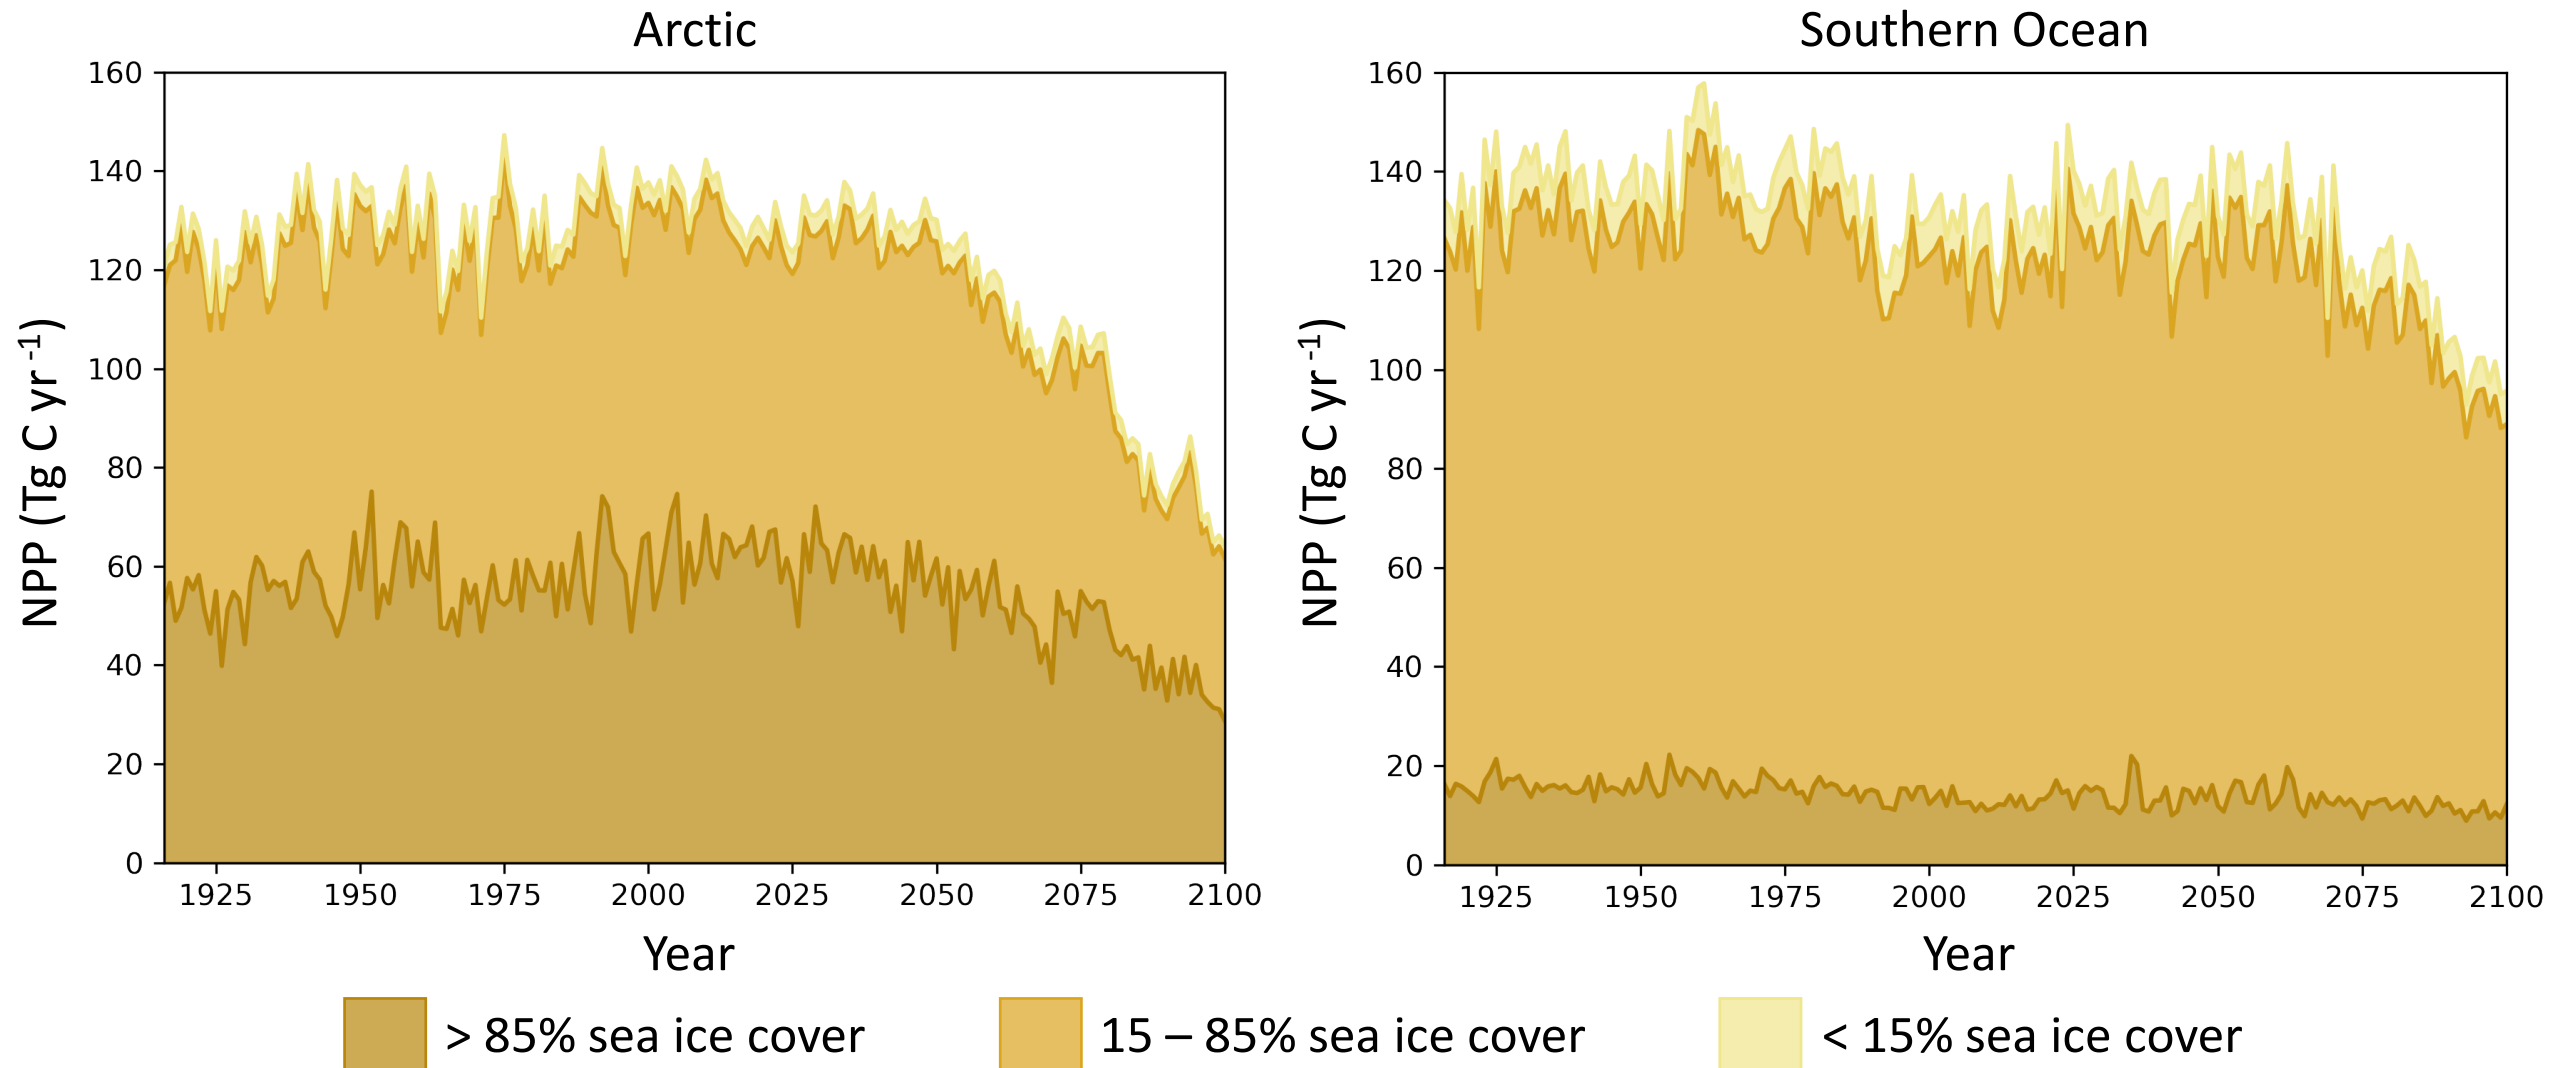 Arctic
Southern Ocean
160
140
120
100
80
60
40
20
0
NPP (Tg C yr⁻¹)
1925 1950 1975 2000 2025 2050 2075 2100
Year
160
140
120
100
80
60
40
20
0
NPP (Tg C yr⁻¹)
1925 1950 1975 2000 2025 2050 2075 2100
Year
> 85% sea ice cover
15 – 85% sea ice cover
< 15% sea ice cover